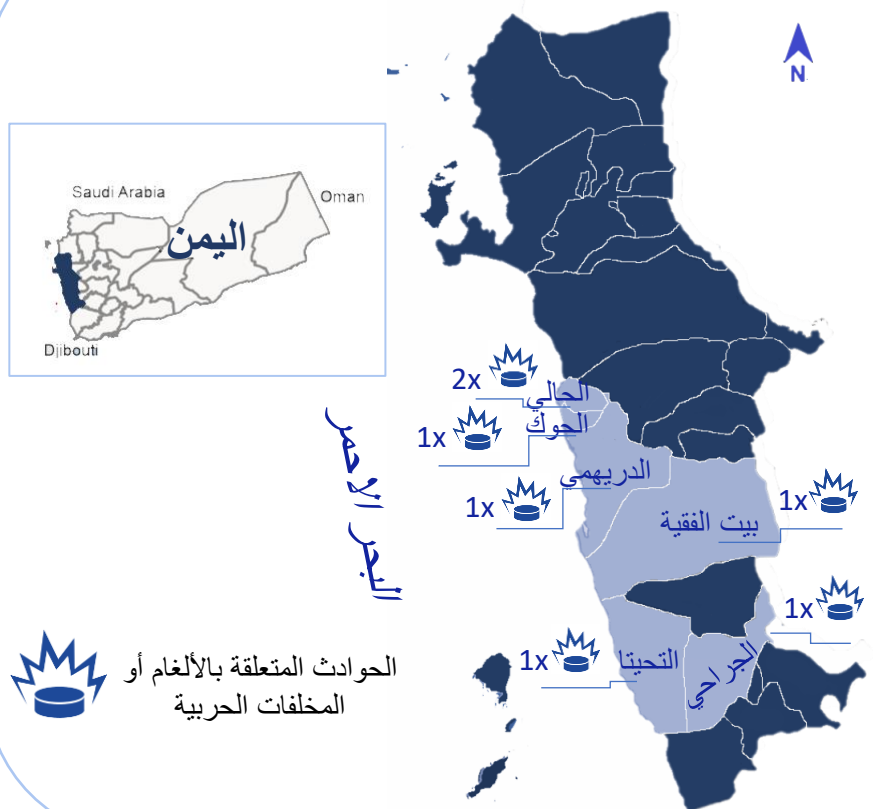 N
Saudi Arabia
Oman
اليمن
Djibouti
البحر الاحمر
2x
الحالي
1x
الحوك
1x
الدريهمي
1x
بيت الفقية
1x
الجراحي
1x
التحيتا
الحوادث المتعلقة بالألغام أو
المخلفات الحربية